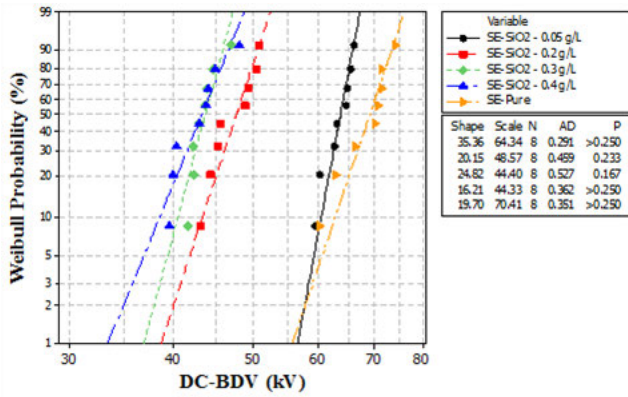 Weibull Probability (%)
99
90
80
70
60
50
40
30
20
10
5
3
2
1
30 40 50 60 70 80
DC-BDV (kV)
Variable
SE-SiO2 - 0.05 g/L
SE-SiO2 - 0.2 g/L
SE-SiO2 - 0.3 g/L
SE-SiO2 - 0.4 g/L
SE-Pure
Shape Scale N AD P
35.36 64.34 8 0.291 >0.250
20.15 48.57 8 0.459 0.233
24.82 44.40 8 0.527 0.167
16.21 44.33 8 0.362 >0.250
19.70 70.41 8 0.351 >0.250